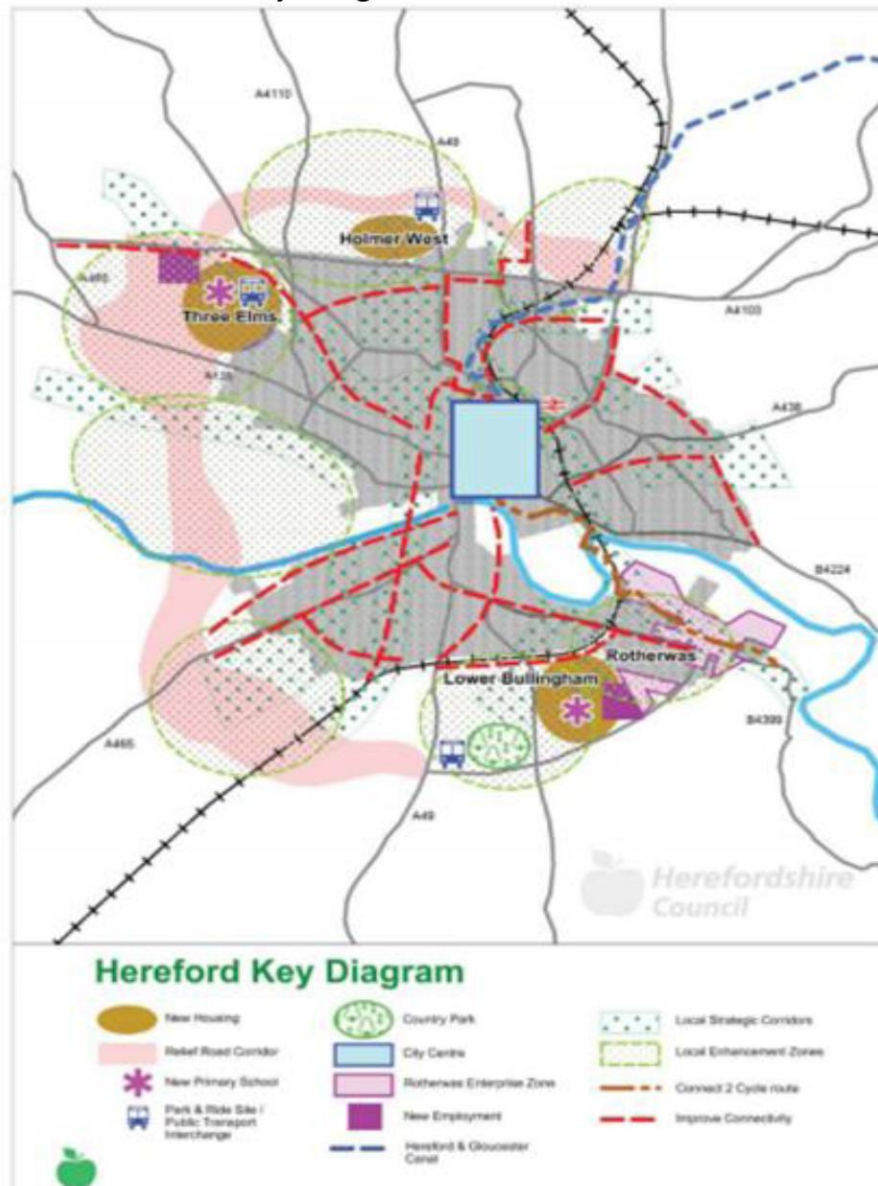 A4110
A49
Holmer West
Three Elms
A4103
A438
B4224
Rotherwas
Lower Bullingham
B4399
A465
A49
Herefordshire
Council
Hereford Key Diagram
New Housing
Relief Road Corridor
New Primary School
Park & Ride Site /
Public Transport
Interchange
Country Park
City Centre
Rotherwas Enterprise Zone
New Employment
Hereford & Gloucester
Canal
Local Strategic Corridors
Local Enhancement Zones
Connect 2 Cycle route
Improve Connectivity